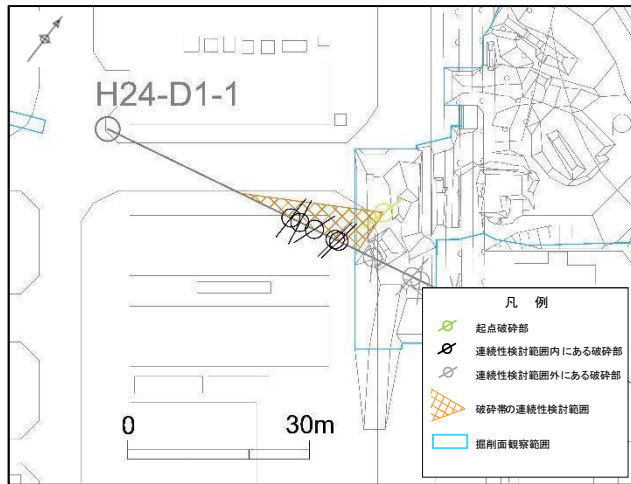 H24-D1-1
0 30m
凡 例
起点破砕部
連続性検討範囲内にある破砕部
連続性検討範囲外にある破砕部
破砕帯の連続性検討範囲
掘削面観察範囲